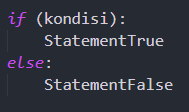 if (kondisi):
    StatementTrue
else:
    StatementFalse